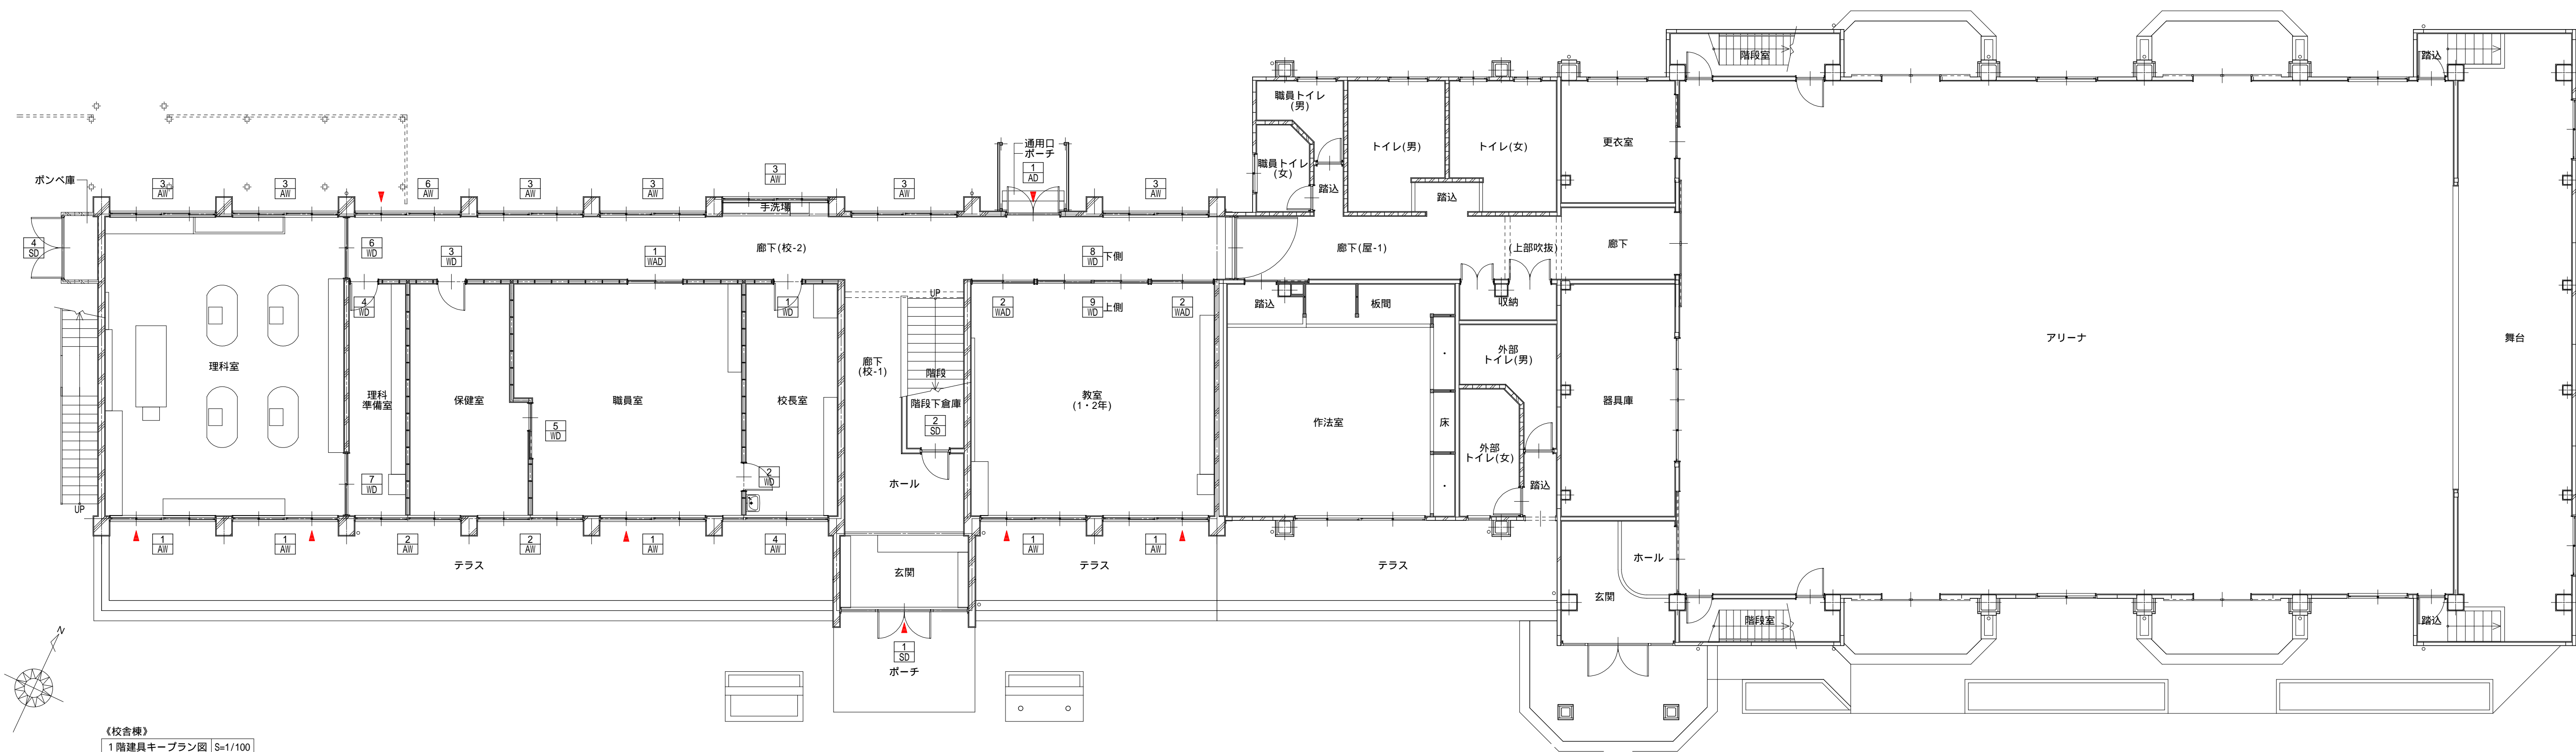 階段室
踏込
職員トイレ
(男)
トイレ(男)
トイレ(女)
更衣室
通用口
ポーチ
1
AD
職員トイレ
(女)
踏込
踏込
ボンベ庫
3
AW
3
AW
6
AW
3
AW
3
AW
3
AW
3
AW
3
AW
手洗場
4
SD
6
WD
3
WD
1
WAD
廊下(校-2)
8
WD
下側
廊下(屋-1)
(上部吹抜)
廊下
4
WD
1
WD
UP
2
WAD
9
WD
上側
2
WAD
踏込
板間
収納
アリーナ
舞台
理科室
理科
準備室
保健室
職員室
校長室
廊下
(校-1)
階段
階段下倉庫
2
SD
教室
(1・2年)
作法室
床
外部
トイレ(男)
外部
トイレ(女)
器具庫
5
WD
7
WD
2
WD
ホール
踏込
UP
1
AW
1
AW
2
AW
2
AW
1
AW
4
AW
1
AW
1
AW
テラス
玄関
テラス
テラス
ホール
玄関
階段室
踏込
1
SD
ポーチ
N
《校舎棟》
1階建具キープラン図 S=1/100